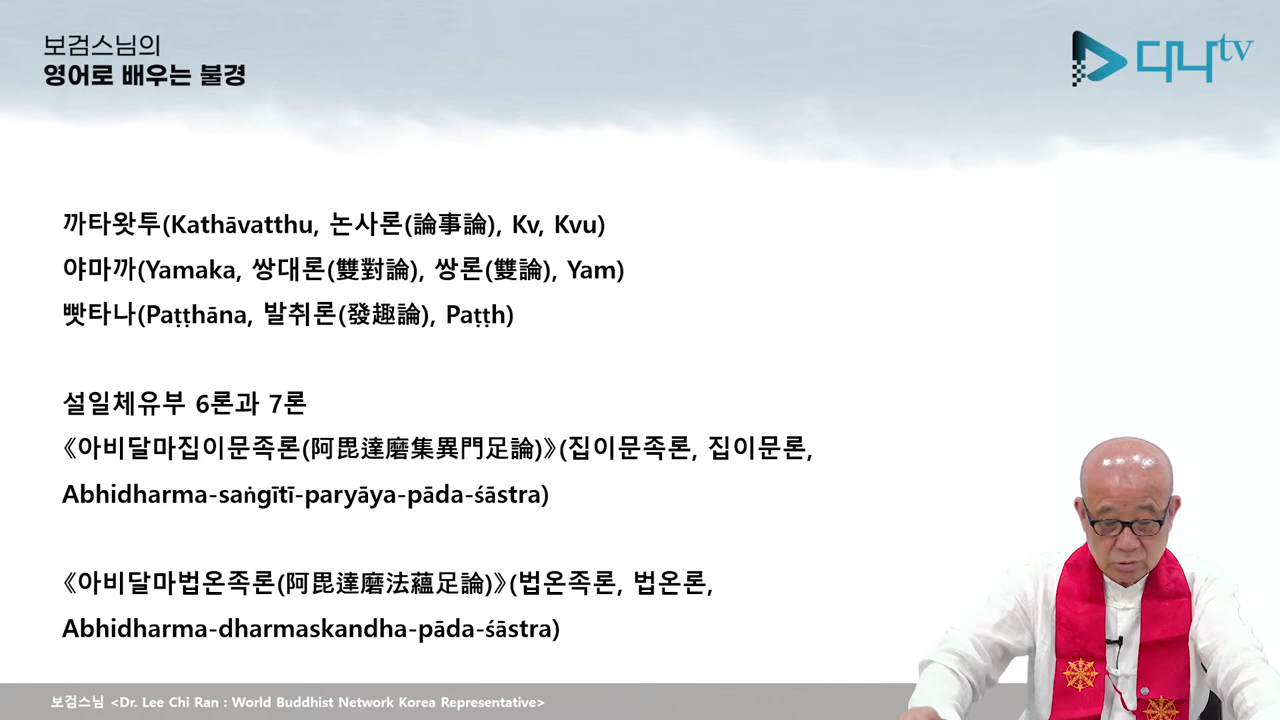 보검스님의
영어로 배우는 불경
다나tv
까타왓투(Kathāvatthu, 논사론(論事論), Kv, Kvu)
야마까(Yamaka, 쌍대론(雙對論), 쌍론(雙論), Yam)
빳타나(Paṭṭhāna, 발취론(發趣論), Paṭṭh)
설일체유부 6론과 7론
《아비달마집이문족론(阿毘達磨集異門足論)》(집이문족론, 집이문론,
Abhidharma-saṅgītī-paryāya-pāda-śāstra)
《아비달마법온족론(阿毘達磨法蘊足論)》(법온족론, 법온론,
Abhidharma-dharmaskandha-pāda-śāstra)
보검스님 <Dr. Lee Chi Ran : World Buddhist Network Korea Representative>